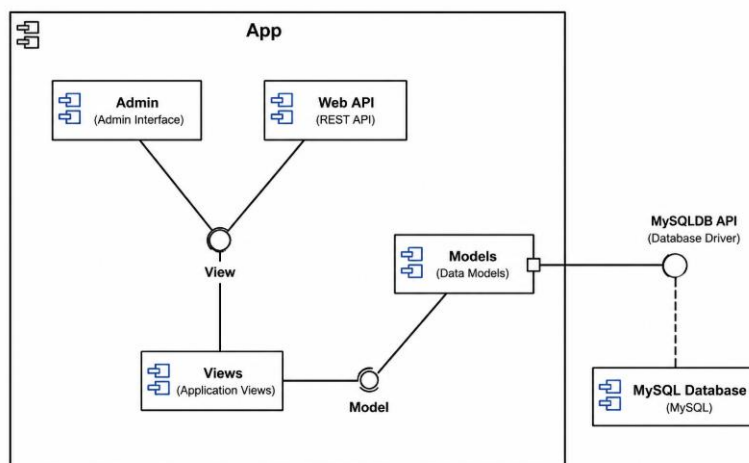 App
Admin
(Admin Interface)
Web API
(REST API)
MySQLDB API
(Database Driver)
View
Models
(Data Models)
Views
(Application Views)
Model
MySQL Database
(MySQL)